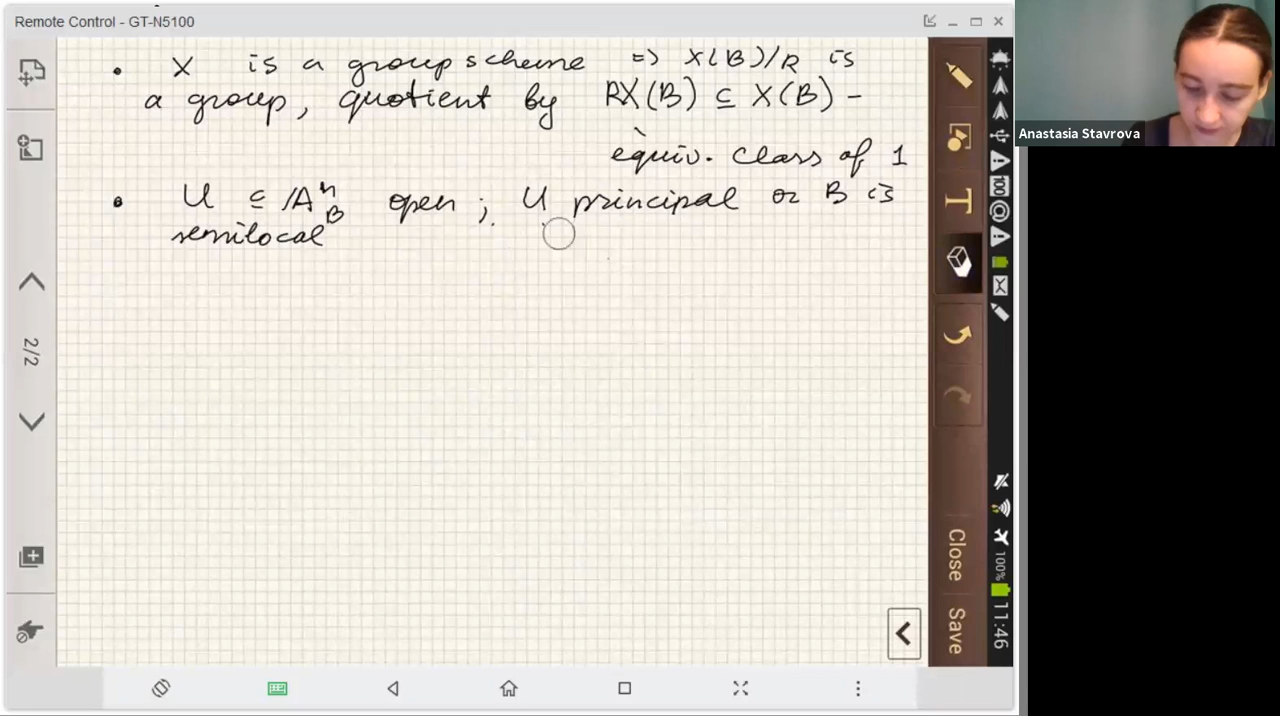 Remote Control - GT-N5100
• X is a group scheme => X(B)/R is
a group, quotient by RX(B) ⊆ X(B) -
equiv. class of 1
• U ⊆ 𝔸ⁿ_B open; U principal or B is
semilocal
2/2
Anastasia Stavrova
Close
Save
100%
11:46